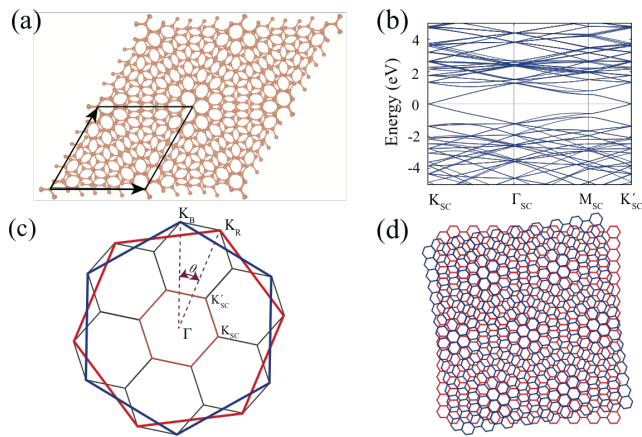 (a)
(b)
Energy (eV)
4
2
0
-2
-4
K_SC
Γ_SC
M_SC
K′_SC
(c)
K_B
K_R
θ
K′_SC
K_SC
Γ
(d)